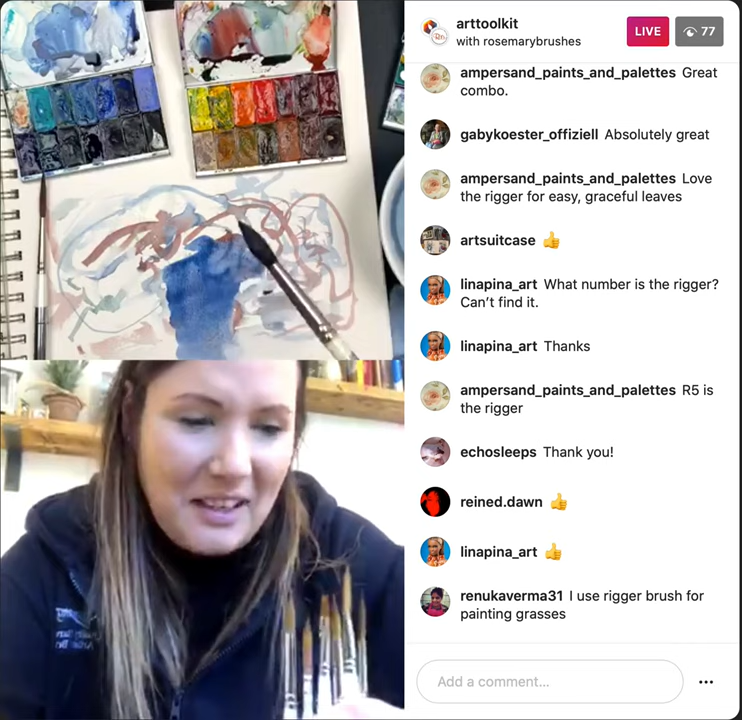 arttoolkit
with rosemarybrushes
LIVE
77
ampersand_paints_and_palettes Great
combo.
gabykoester_offiziell Absolutely great
ampersand_paints_and_palettes Love
the rigger for easy, graceful leaves
artsuitcase 👍
linapina_art What number is the rigger?
Can’t find it.
linapina_art Thanks
ampersand_paints_and_palettes R5 is
the rigger
echosleeps Thank you!
reined.dawn 👍
linapina_art 👍
renukaverma31 I use rigger brush for
painting grasses
Add a comment...